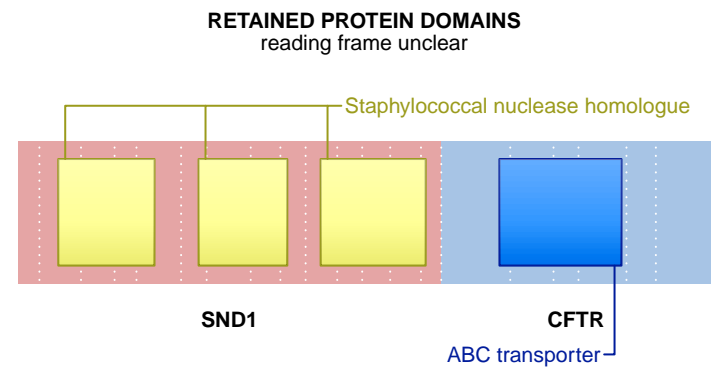 RETAINED PROTEIN DOMAINS
reading frame unclear
Staphylococcal nuclease homologue
SND1
CFTR
ABC transporter